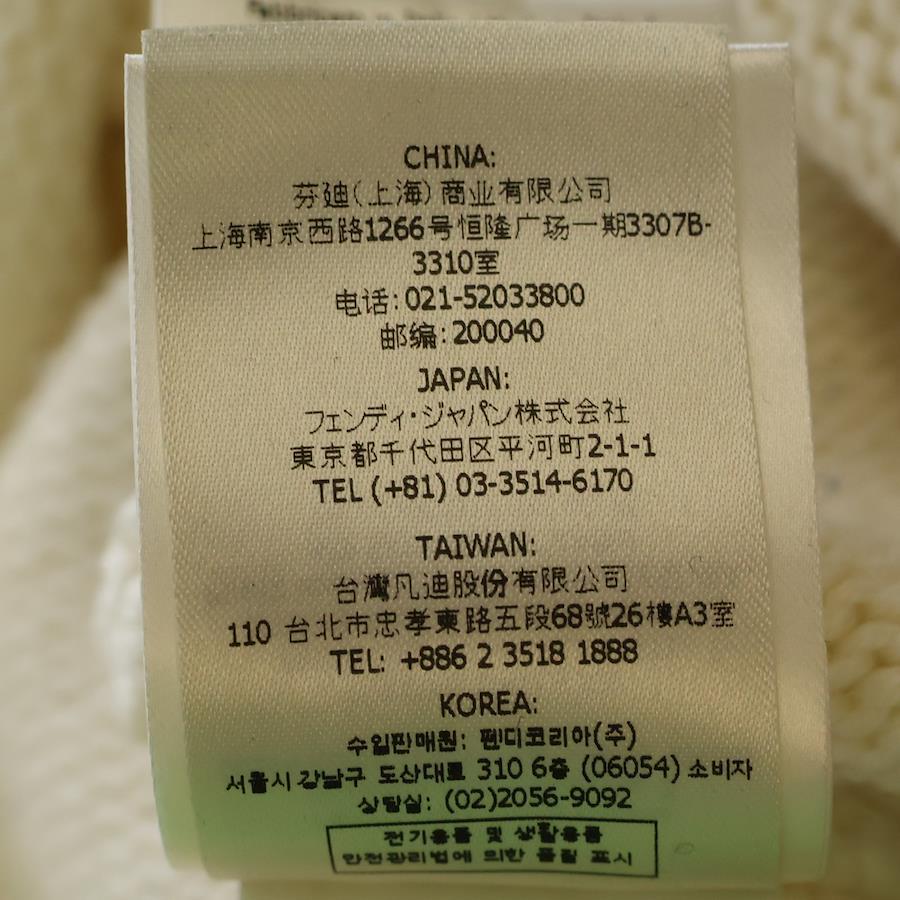 CHINA:
芬廸(上海)商业有限公司
上海南京西路1266号恒隆广场一期3307B-
3310室
电话:021-52033800
邮编:200040
JAPAN:
フェンディ・ジャパン株式会社
東京都千代田区平河町2-1-1
TEL (+81) 03-3514-6170
TAIWAN:
台灣凡迪股份有限公司
110 台北市忠孝東路五段68號26樓A3室
TEL: +886 2 3518 1888
KOREA:
수입판매원: 펜디코리아(주)
서울시 강남구 도산대로 310 6층 (06054) 소비자
상담실: (02)2056-9092
전기용품 및 생활용품
안전관리법에 의한 품질 표시